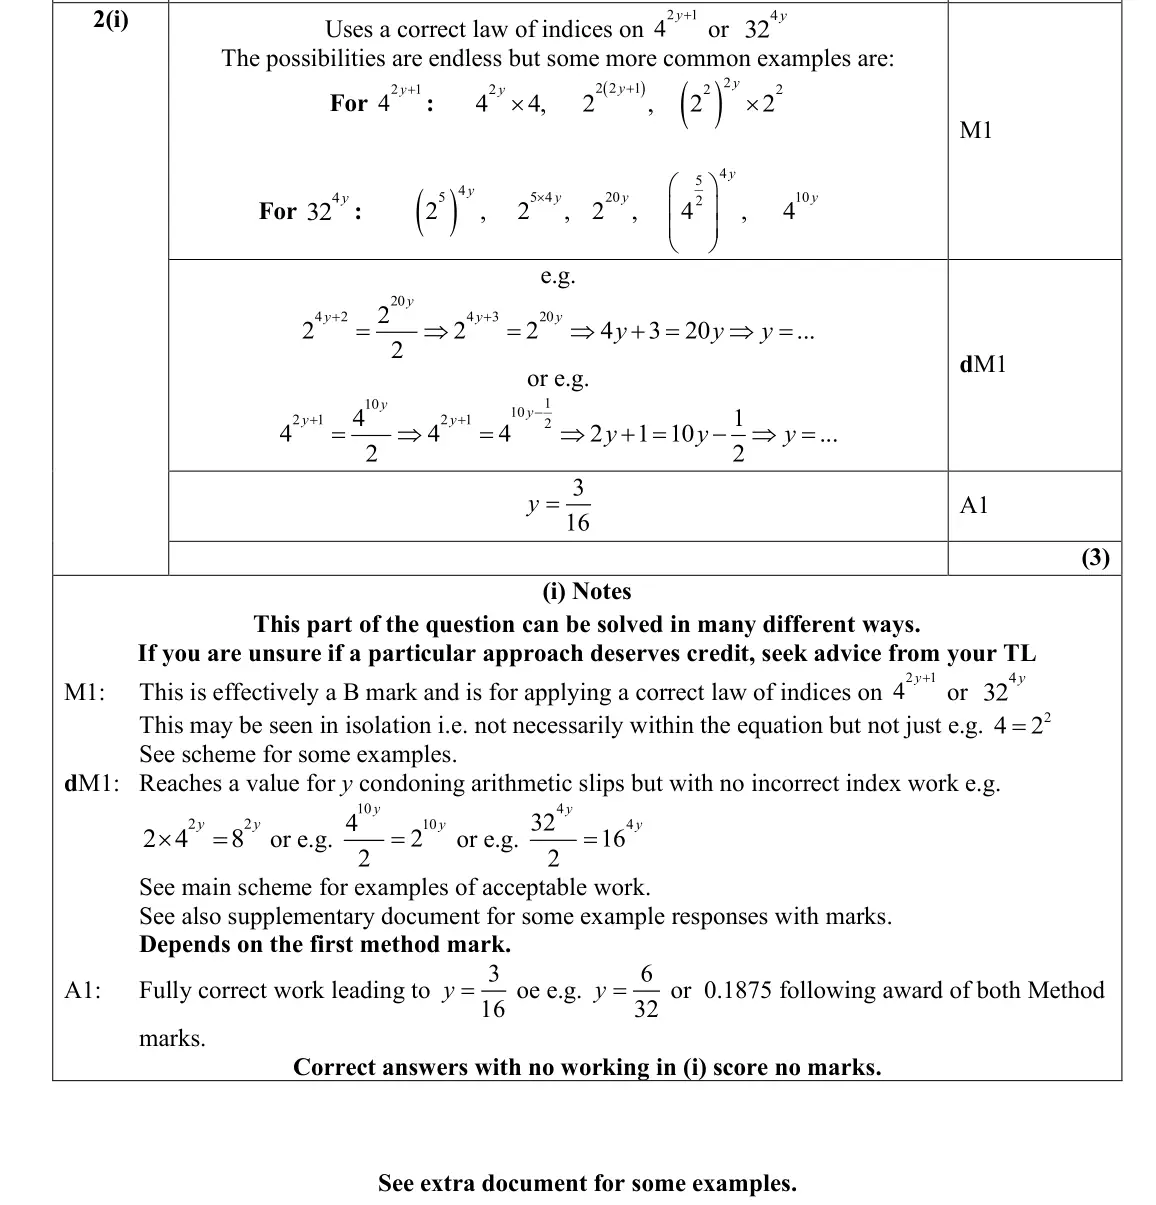 2(i)
Uses a correct law of indices on 4^{2y+1} or 32^{4y}
The possibilities are endless but some more common examples are:
For 4^{2y+1} : 4^{2y} × 4, 2^{2(2y+1)}, (2^2)^{2y} × 2^2
M1
For 32^{4y} : (2^5)^{4y}, 2^{5×4y}, 2^{20y}, (4^{5/2})^{4y}, 4^{10y}
e.g.
2^{4y+2} = 2^{20y}/2 ⇒ 2^{4y+3} = 2^{20y} ⇒ 4y + 3 = 20y ⇒ y = ...
dM1
or e.g.
4^{2y+1} = 4^{10y}/2 ⇒ 4^{2y+1} = 4^{10y−1/2} ⇒ 2y + 1 = 10y − 1/2 ⇒ y = ...
y = 3/16
A1
(3)
(i) Notes
This part of the question can be solved in many different ways.
If you are unsure if a particular approach deserves credit, seek advice from your TL
M1: This is effectively a B mark and is for applying a correct law of indices on 4^{2y+1} or 32^{4y}
This may be seen in isolation i.e. not necessarily within the equation but not just e.g. 4 = 2^2
See scheme for some examples.
dM1: Reaches a value for y condoning arithmetic slips but with no incorrect index work e.g.
2 × 4^{2y} = 8^{2y} or e.g. 4^{10y}/2 = 2^{10y} or e.g. 32^{4y}/2 = 16^{4y}
See main scheme for examples of acceptable work.
See also supplementary document for some example responses with marks.
Depends on the first method mark.
A1: Fully correct work leading to y = 3/16 oe e.g. y = 6/32 or 0.1875 following award of both Method
marks.
Correct answers with no working in (i) score no marks.
See extra document for some examples.